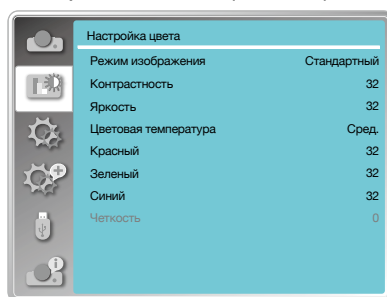 Настройка цвета
Режим изображения Стандартный
Контрастность 32
Яркость 32
Цветовая температура Сред.
Красный 32
Зеленый 32
Синий 32
Четкость 0